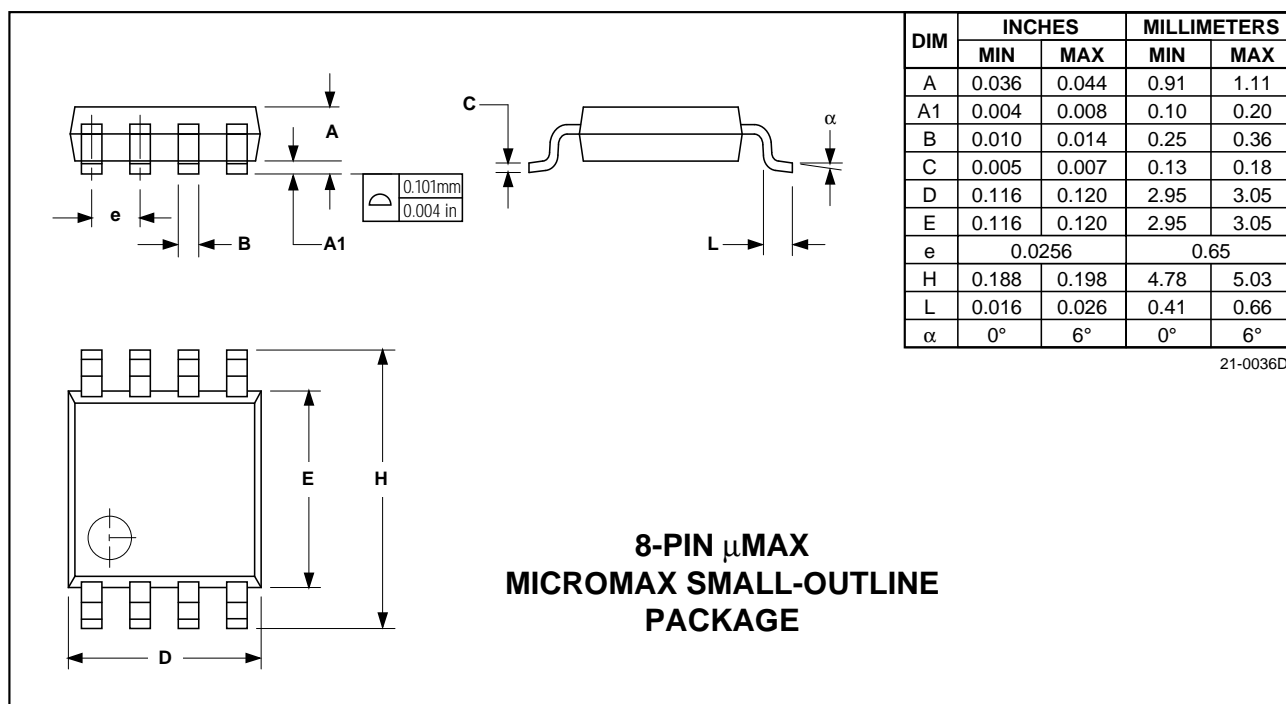 A
e
B
A1
0.101mm
0.004 in
C
α
L
DIM INCHES MILLIMETERS
MIN MAX MIN MAX
A 0.036 0.044 0.91 1.11
A1 0.004 0.008 0.10 0.20
B 0.010 0.014 0.25 0.36
C 0.005 0.007 0.13 0.18
D 0.116 0.120 2.95 3.05
E 0.116 0.120 2.95 3.05
e 0.0256 0.65
H 0.188 0.198 4.78 5.03
L 0.016 0.026 0.41 0.66
α 0° 6° 0° 6°
21-0036D
E
H
D
8-PIN μMAX
MICROMAX SMALL-OUTLINE
PACKAGE